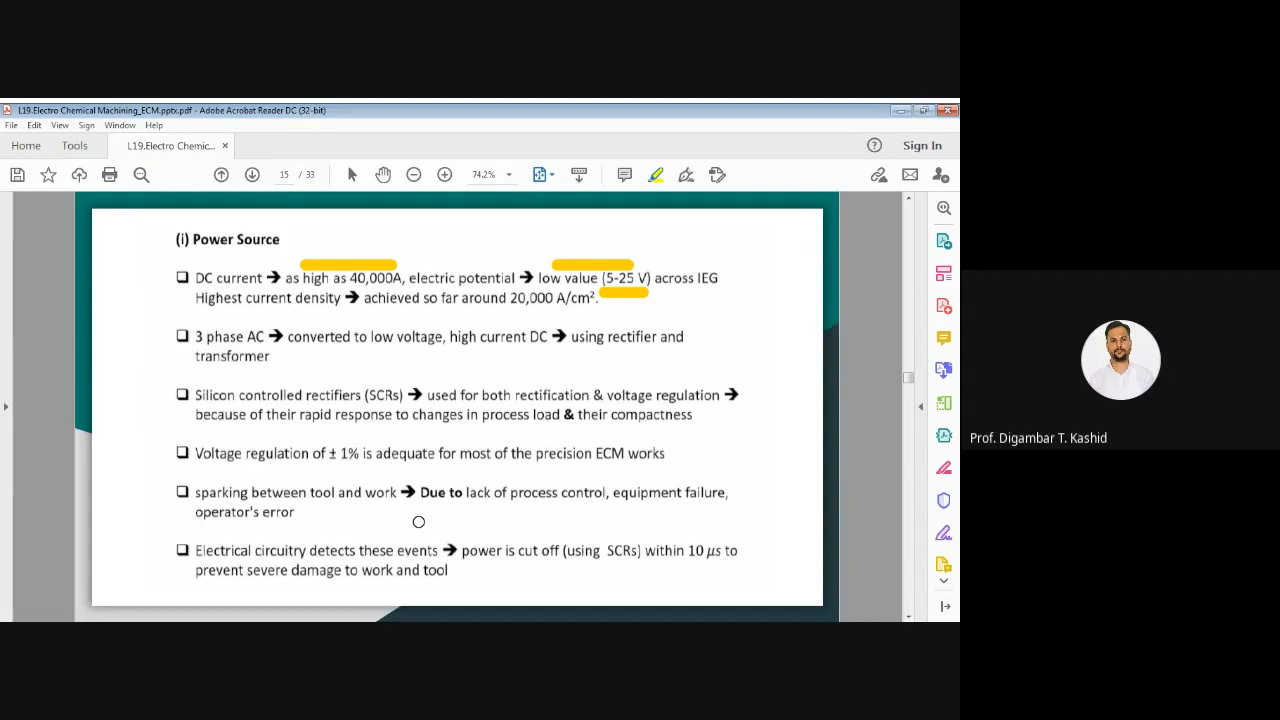 L19.Electro Chemical Machining_ECM.pptx.pdf - Adobe Acrobat Reader DC (32-bit)
File Edit View Sign Window Help
Home Tools L19.Electro Chemic... × Sign In
15 / 33 74.2%
(i) Power Source
❑ DC current ➔ as high as 40,000A, electric potential ➔ low value (5-25 V) across IEG
Highest current density ➔ achieved so far around 20,000 A/cm².
❑ 3 phase AC ➔ converted to low voltage, high current DC ➔ using rectifier and
transformer
❑ Silicon controlled rectifiers (SCRs) ➔ used for both rectification & voltage regulation ➔
because of their rapid response to changes in process load & their compactness
❑ Voltage regulation of ± 1% is adequate for most of the precision ECM works
❑ sparking between tool and work ➔ Due to lack of process control, equipment failure,
operator's error
❑ Electrical circuitry detects these events ➔ power is cut off (using SCRs) within 10 μs to
prevent severe damage to work and tool
Prof. Digambar T. Kashid